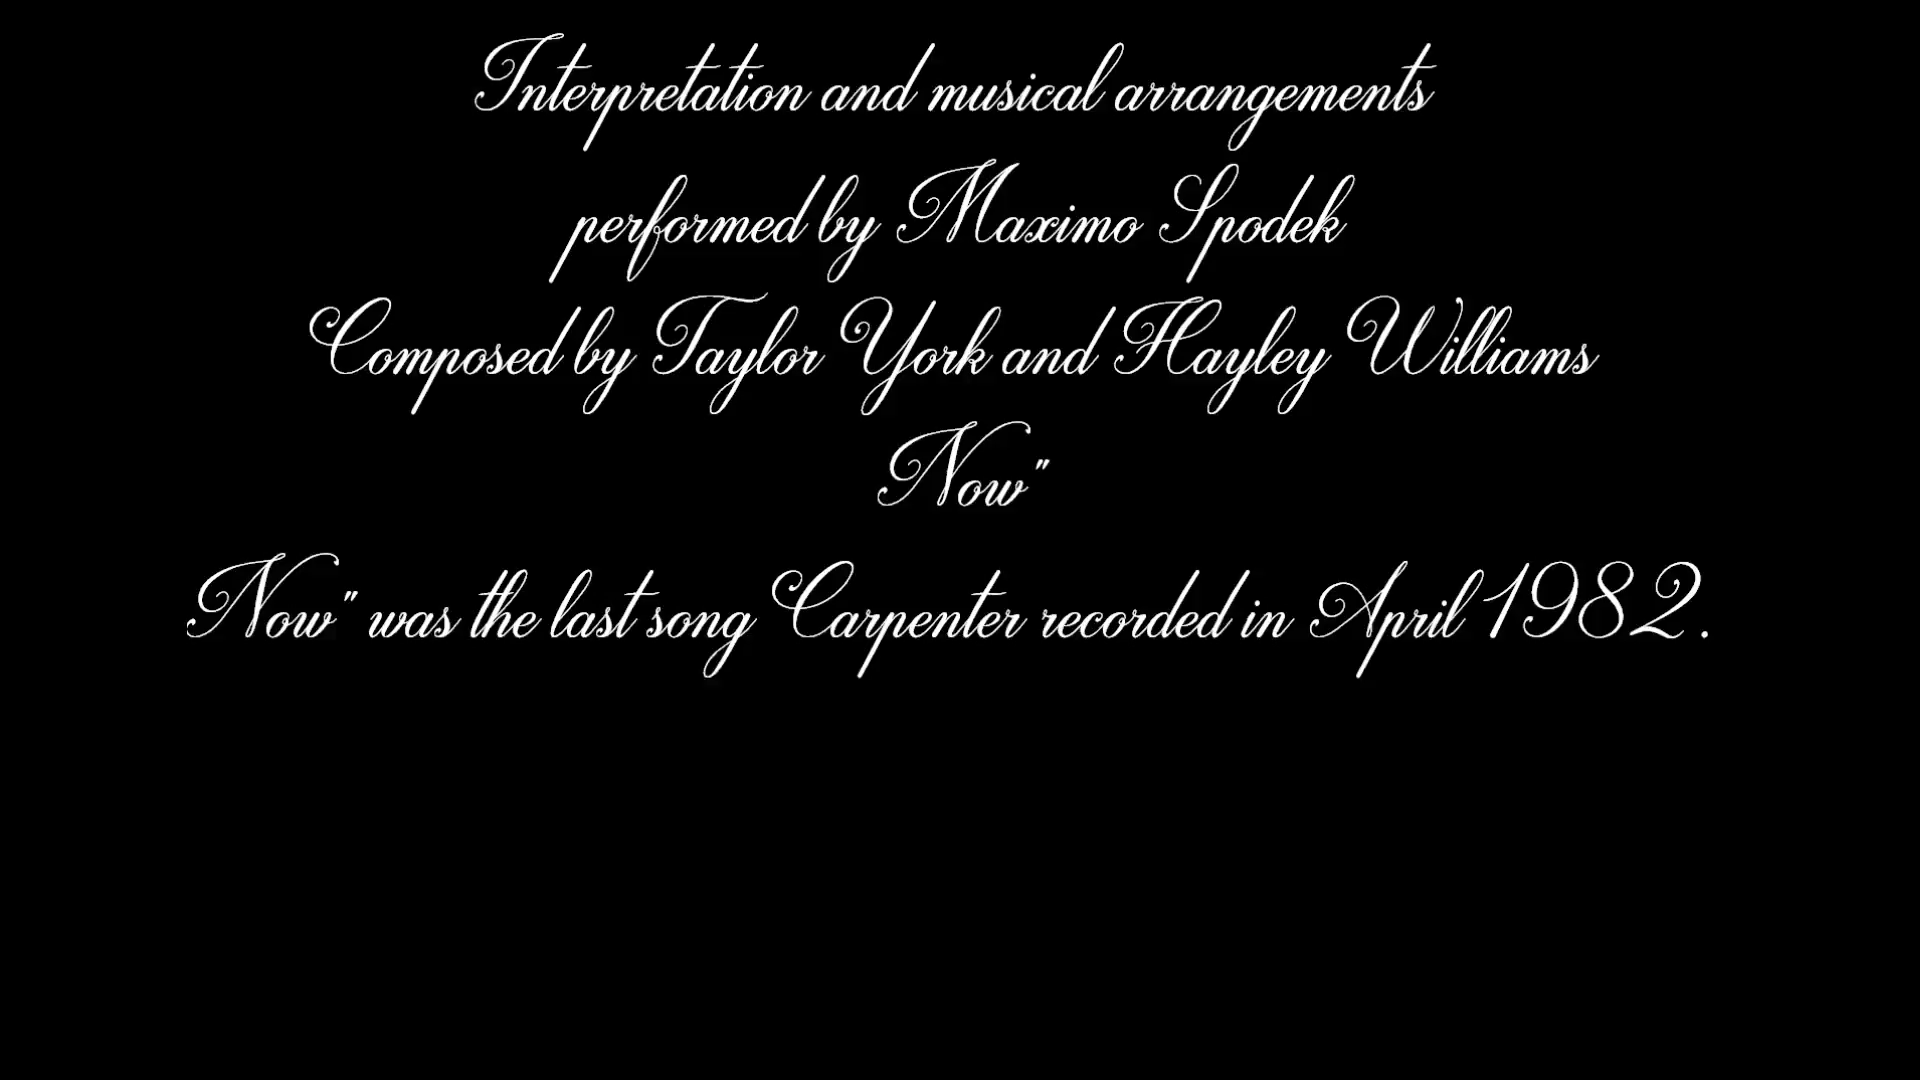 Interpretation and musical arrangements
performed by Maximo Spodek
Composed by Taylor York and Hayley Williams
Now"
Now" was the last song Carpenter recorded in April 1982.